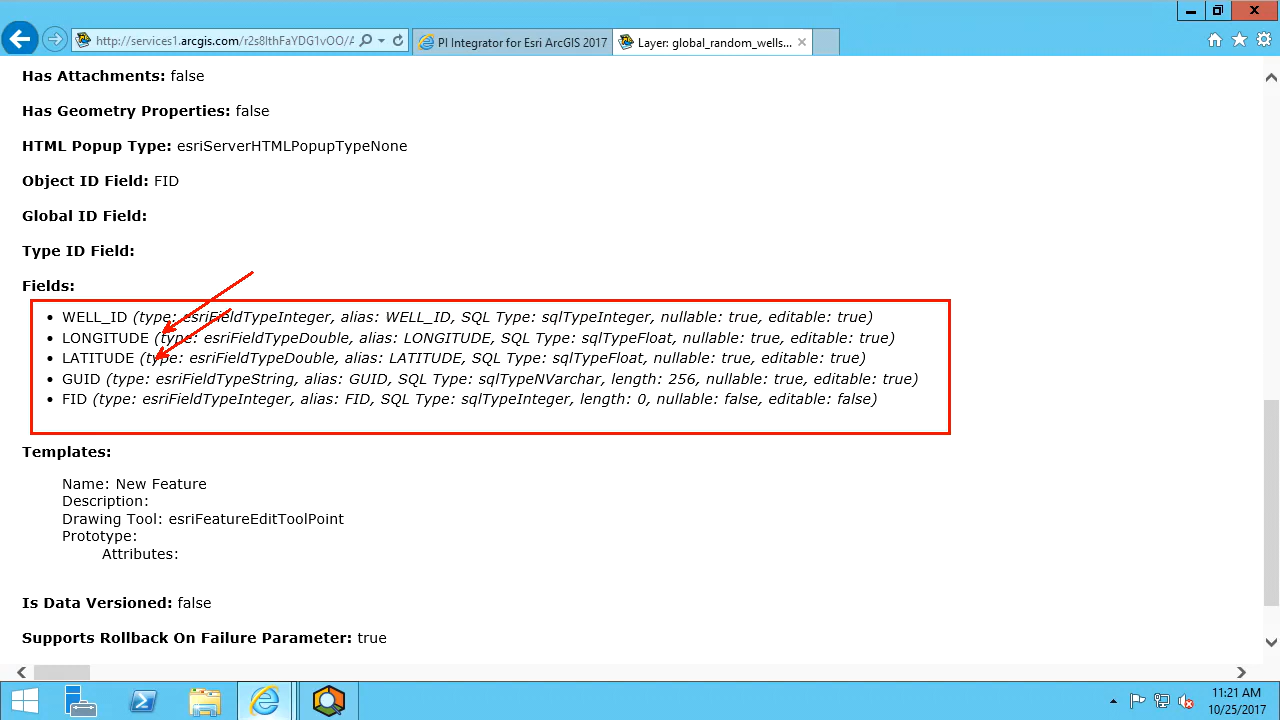 http://services1.arcgis.com/r2s8lthFaYDG1vOO/A
PI Integrator for Esri ArcGIS 2017
Layer: global_random_wells...
Has Attachments: false
Has Geometry Properties: false
HTML Popup Type: esriServerHTMLPopupTypeNone
Object ID Field: FID
Global ID Field:
Type ID Field:
Fields:
• WELL_ID (type: esriFieldTypeInteger, alias: WELL_ID, SQL Type: sqlTypeInteger, nullable: true, editable: true)
• LONGITUDE (type: esriFieldTypeDouble, alias: LONGITUDE, SQL Type: sqlTypeFloat, nullable: true, editable: true)
• LATITUDE (type: esriFieldTypeDouble, alias: LATITUDE, SQL Type: sqlTypeFloat, nullable: true, editable: true)
• GUID (type: esriFieldTypeString, alias: GUID, SQL Type: sqlTypeNVarchar, length: 256, nullable: true, editable: true)
• FID (type: esriFieldTypeInteger, alias: FID, SQL Type: sqlTypeInteger, length: 0, nullable: false, editable: false)
Templates:
Name: New Feature
Description:
Drawing Tool: esriFeatureEditToolPoint
Prototype:
Attributes:
Is Data Versioned: false
Supports Rollback On Failure Parameter: true
11:21 AM
10/25/2017